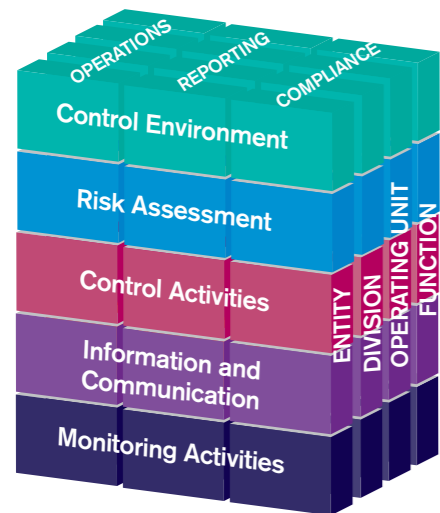 OPERATIONS
REPORTING
COMPLIANCE
Control Environment
Risk Assessment
Control Activities
Information and
Communication
Monitoring Activities
ENTITY
DIVISION
OPERATING UNIT
FUNCTION